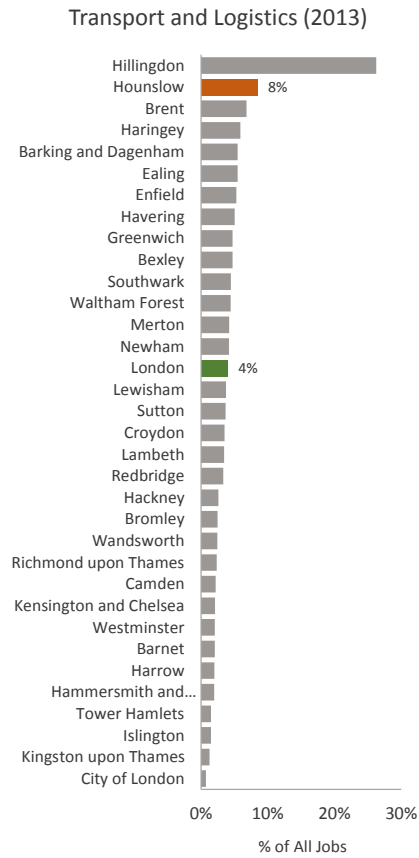 Transport and Logistics (2013)
Hillingdon
Hounslow 8%
Brent
Haringey
Barking and Dagenham
Ealing
Enfield
Havering
Greenwich
Bexley
Southwark
Waltham Forest
Merton
Newham
London 4%
Lewisham
Sutton
Croydon
Lambeth
Redbridge
Hackney
Bromley
Wandsworth
Richmond upon Thames
Camden
Kensington and Chelsea
Westminster
Barnet
Harrow
Hammersmith and...
Tower Hamlets
Islington
Kingston upon Thames
City of London
0% 10% 20% 30%
% of All Jobs